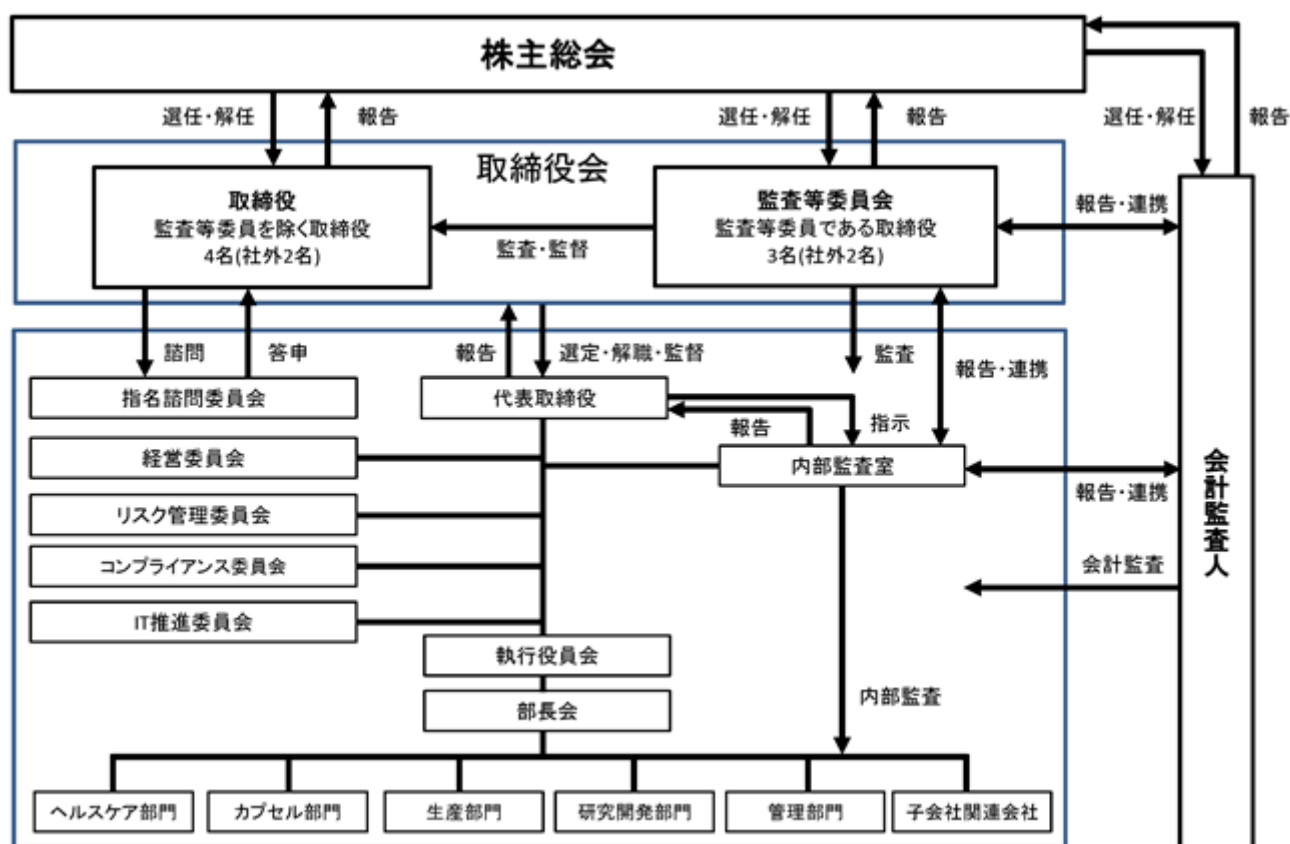 株主総会
選任・解任
報告
選任・解任
報告
選任・解任
報告
取締役会
取締役
監査等委員を除く取締役
4名(社外2名)
監査・監督
監査等委員会
監査等委員である取締役
3名(社外2名)
報告・連携
諮問
答申
報告
選定・解職・監督
監査
報告・連携
指名諮問委員会
代表取締役
報告
指示
経営委員会
内部監査室
報告・連携
リスク管理委員会
コンプライアンス委員会
会計監査
IT推進委員会
執行役員会
部長会
内部監査
会計監査人
ヘルスケア部門
カプセル部門
生産部門
研究開発部門
管理部門
子会社関連会社